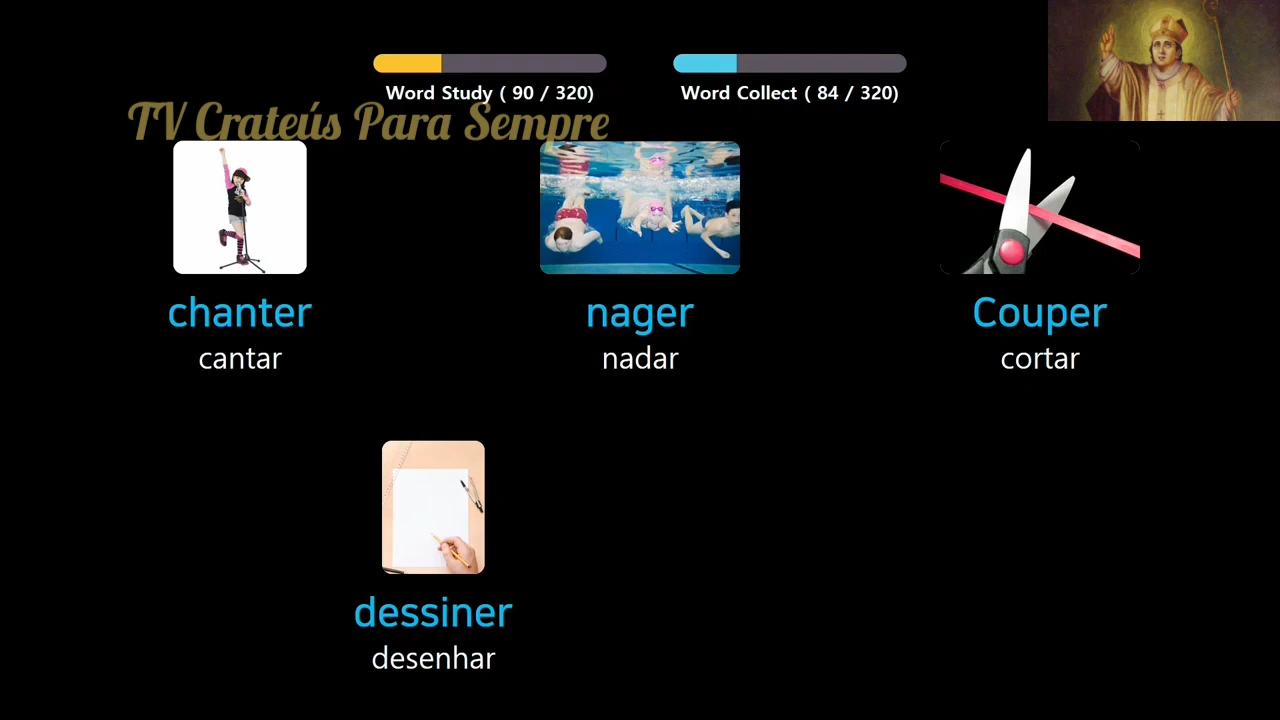 Word Study ( 90 / 320)
Word Collect ( 84 / 320)
TV Crateús Para Sempre
chanter
cantar
nager
nadar
Couper
cortar
dessiner
desenhar